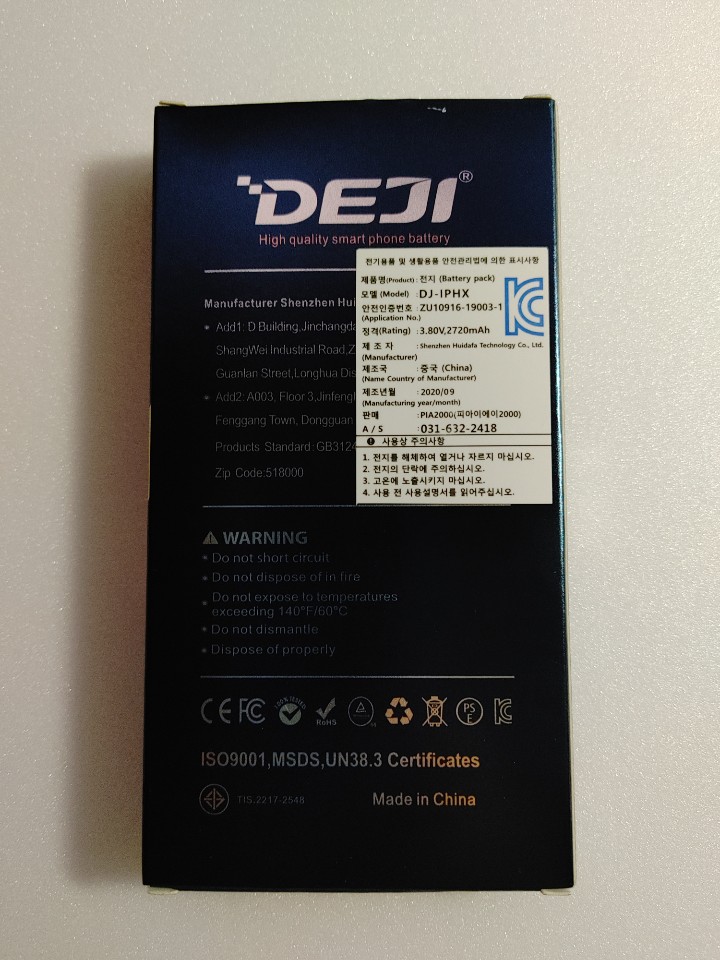 DEJI®
High quality smart phone battery
전기용품 및 생활용품 안전관리법에 의한 표시사항
제품명(Product) : 전지 (Battery pack)
모델 (Model) : DJ-IPHX
안전인증번호 : ZU10916-19003-1
(Application No.)
정격(Rating) : 3.80V,2720mAh
제 조 자 : Shenzhen Huidafa Technology Co., Ltd.
(Manufacturer)
제조국 : 중국 (China)
(Name Country of Manufacturer)
제조년월 : 2020/09
(Manufacturing year/month)
판매 : PIA2000(피아이에이2000)
A / S : 031-632-2418
사용상 주의사항
1. 전지를 해체하여 열거나 자르지 마십시오.
2. 전지의 단락에 주의하십시오.
3. 고온에 노출시키지 마십시오.
4. 사용 전 사용설명서를 읽어주십시오.
Manufacturer Shenzhen Hui
Add1: D Building,Jinchangda
ShangWei Industrial Road,Z
Guanlan Street,Longhua Dis
Add2: A003, Floor 3,Jinfengl
Fenggang Town, Dongguan
Products Standard: GB3124
Zip Code:518000
WARNING
Do not short circuit
Do not dispose of in fire
Do not expose to temperatures
exceeding 140°F/60°C
Do not dismantle
Dispose of properly
CE FC 100% TESTED RoHS PS E KC
ISO9001,MSDS,UN38.3 Certificates
TIS.2217-2548 Made in China